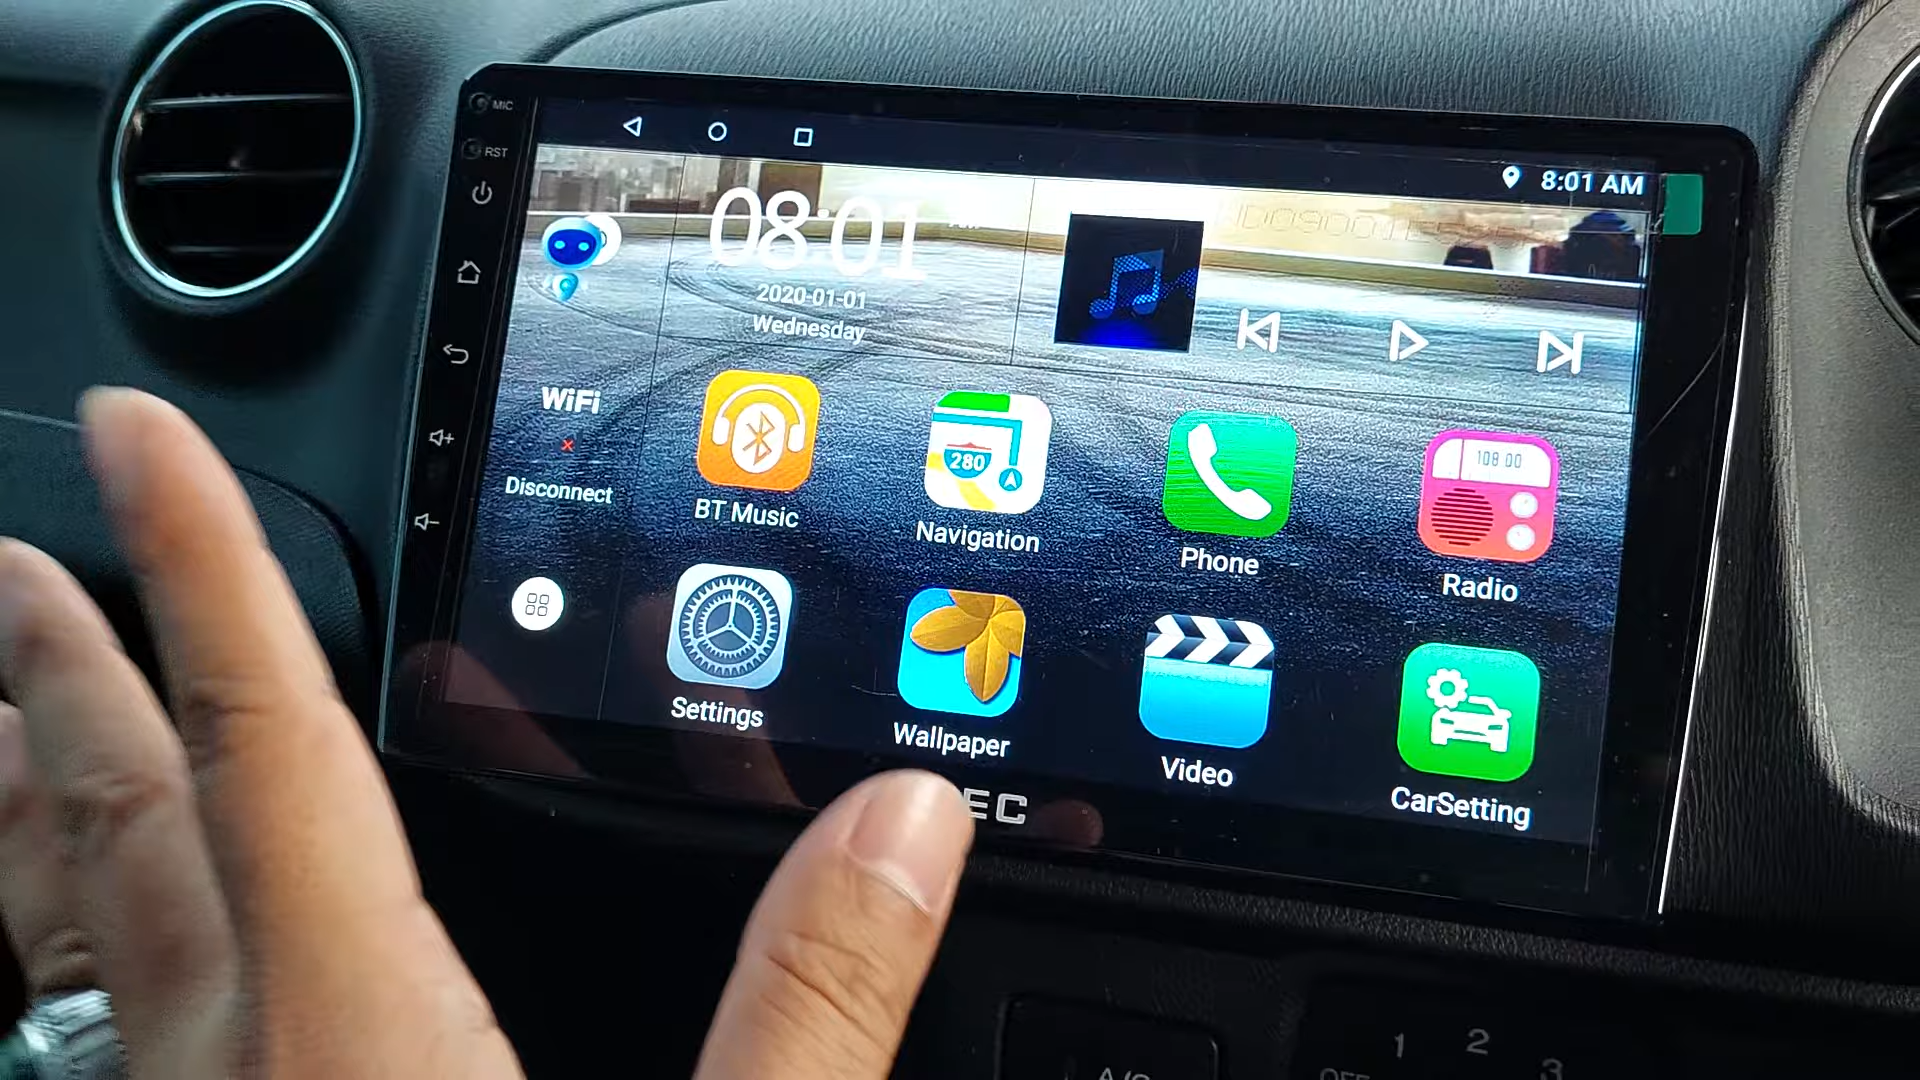 MIC
RST
8:01 AM
08:01
2020-01-01
Wednesday
WiFi
Disconnect
BT Music
280
Navigation
Phone
108 00
Radio
Settings
Wallpaper
Video
CarSetting
EC
1
2
3